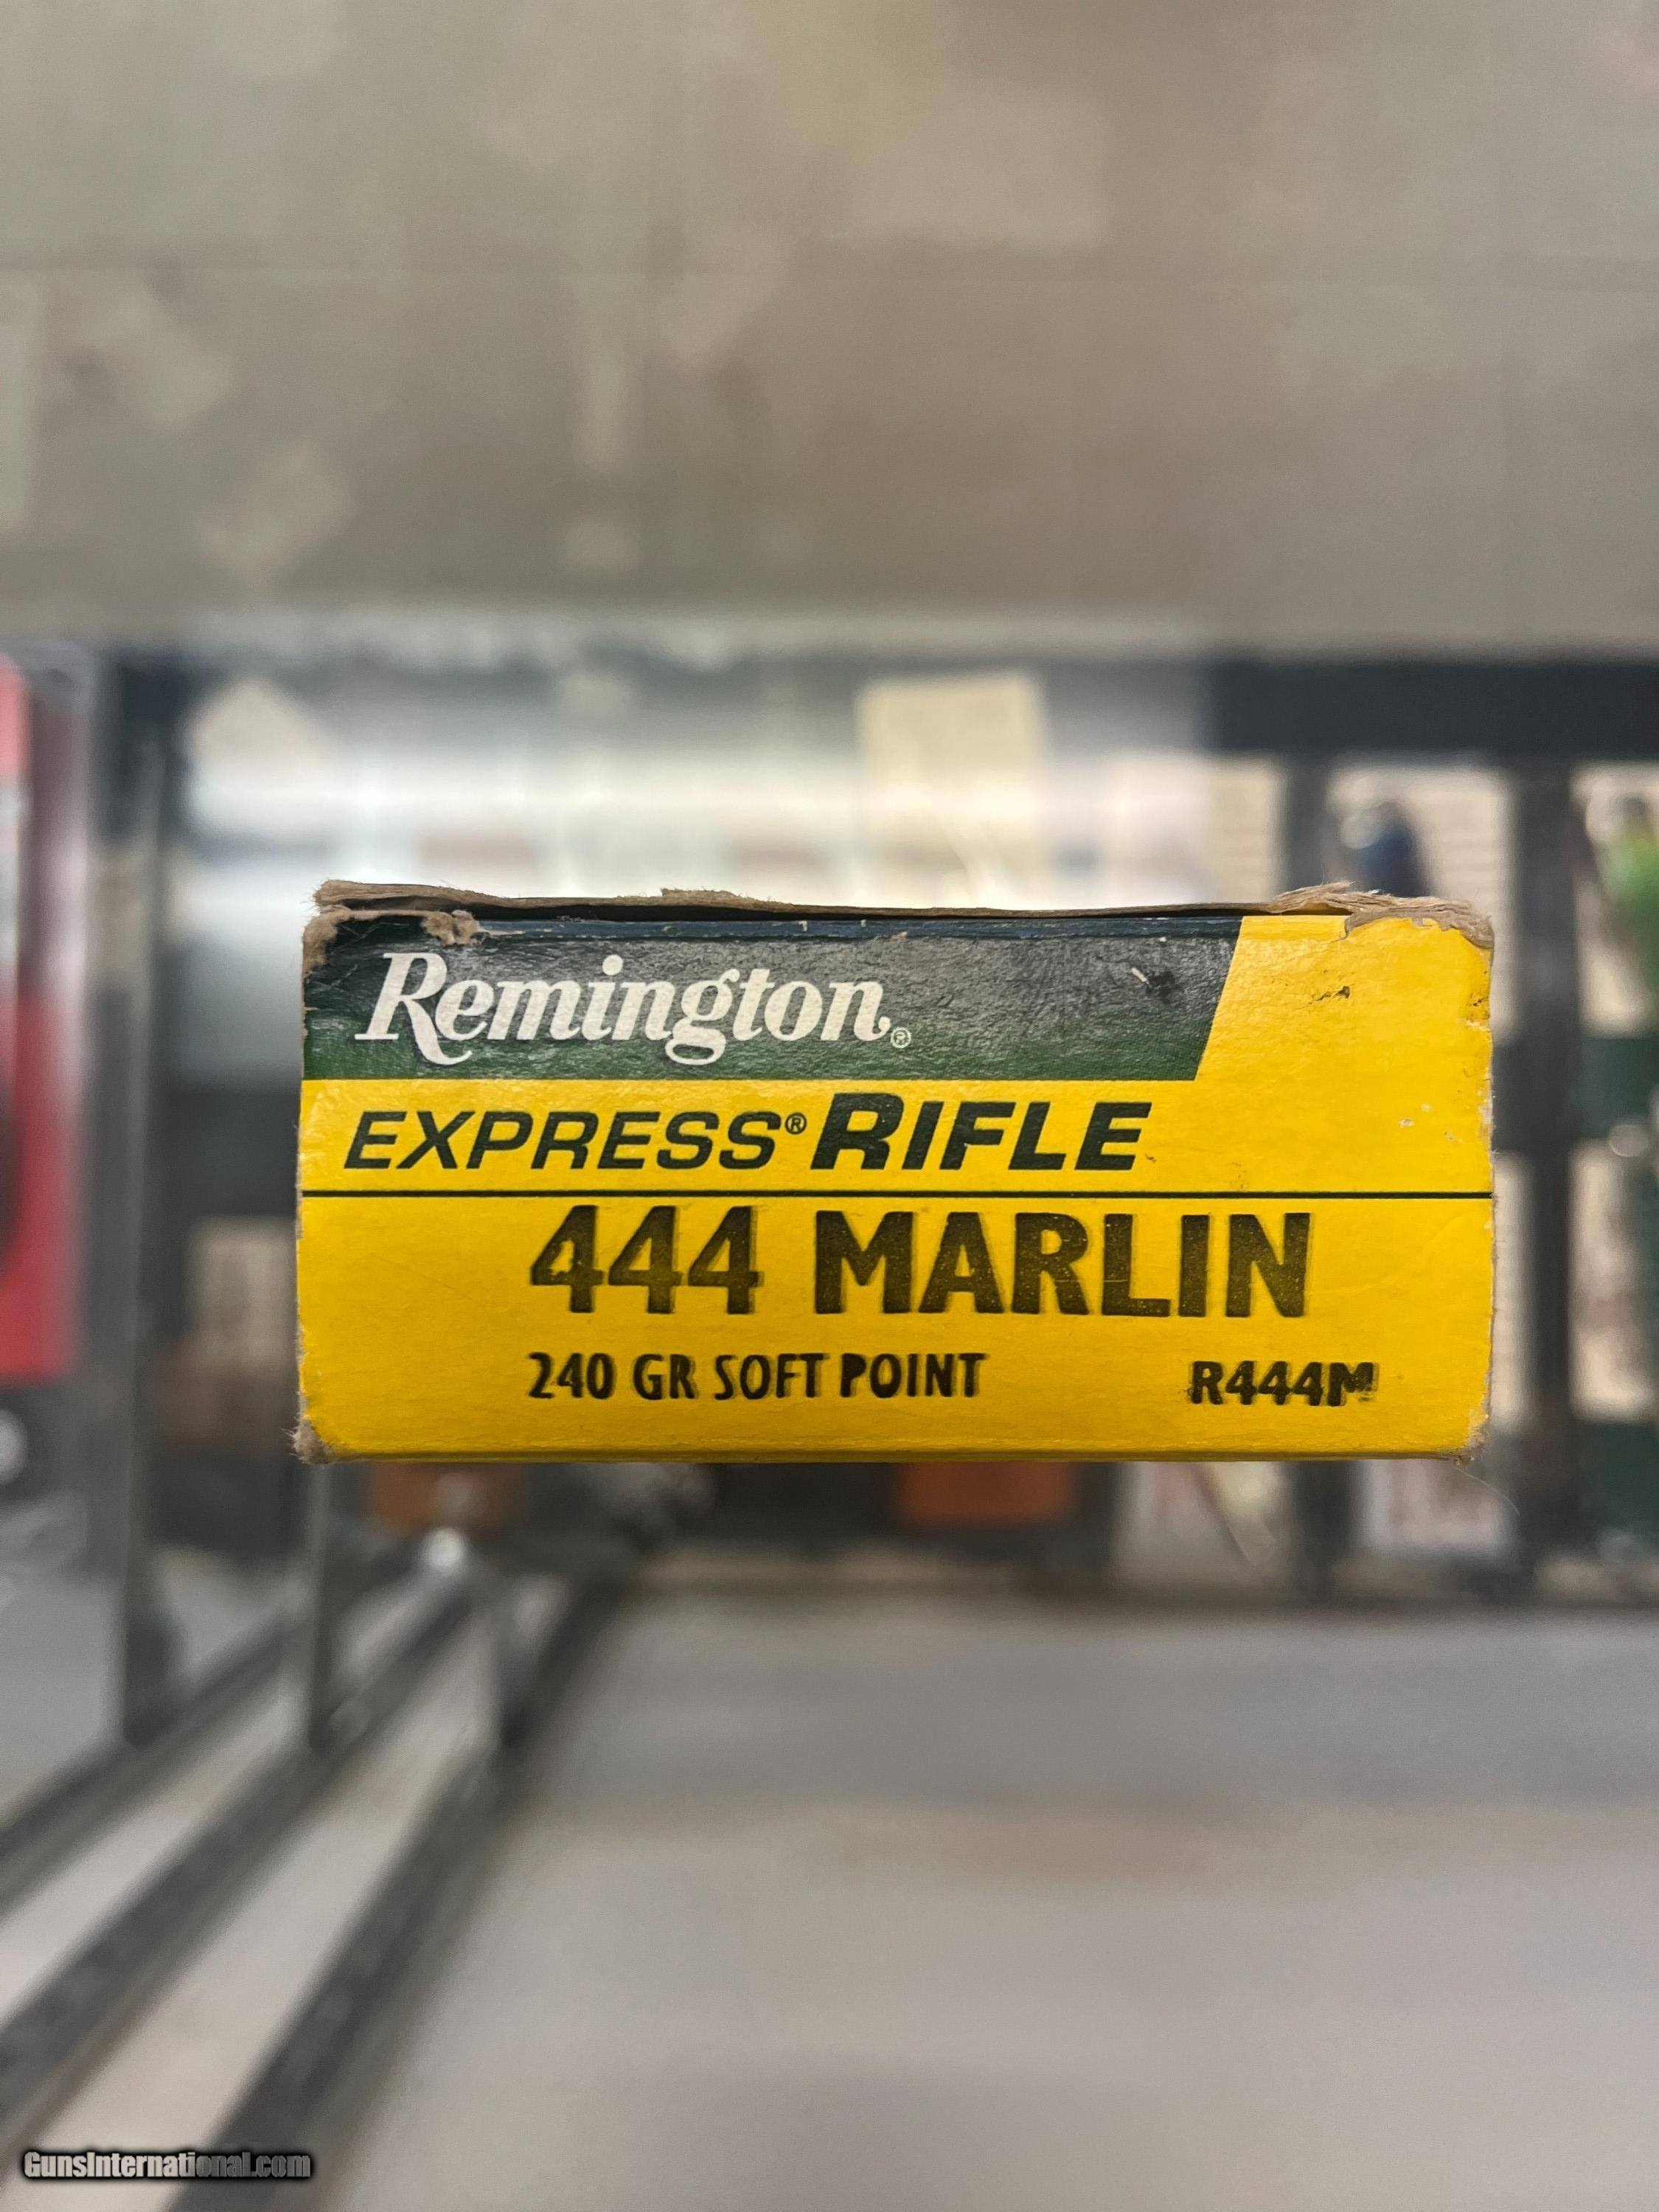 Remington®
EXPRESS® RIFLE
444 MARLIN
240 GR SOFT POINT R444M
GunsInternational.com